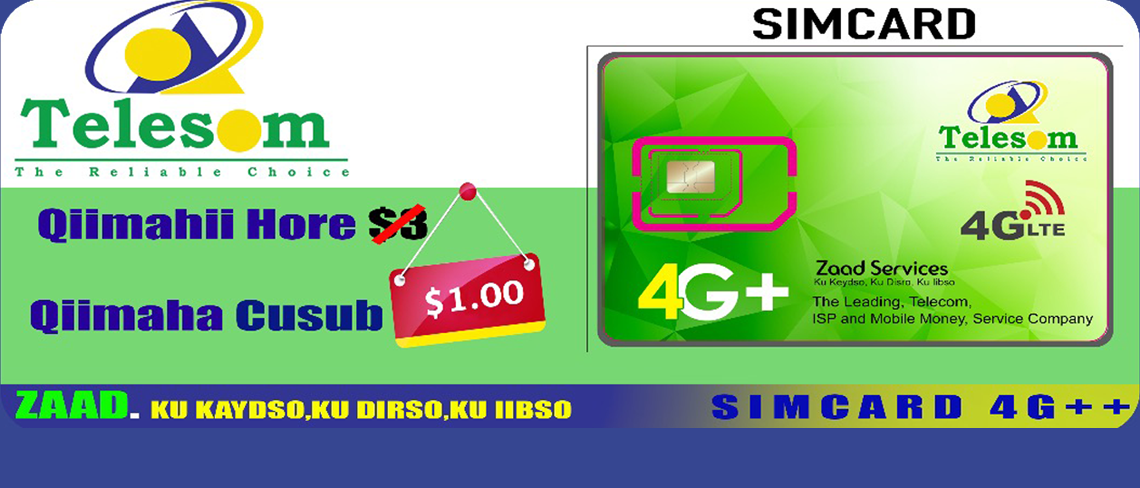 Telesom
The Reliable Choice
Qiimahii Hore $3
Qiimaha Cusub
$1.00
SIMCARD
Telesom
The Reliable Choice
4G LTE
4G+
Zaad Services
Ku Keydso, Ku Disro, Ku Iibso
The Leading, Telecom,
ISP and Mobile Money, Service Company
ZAAD. KU KAYDSO,KU DIRSO,KU IIBSO
SIMCARD 4G++